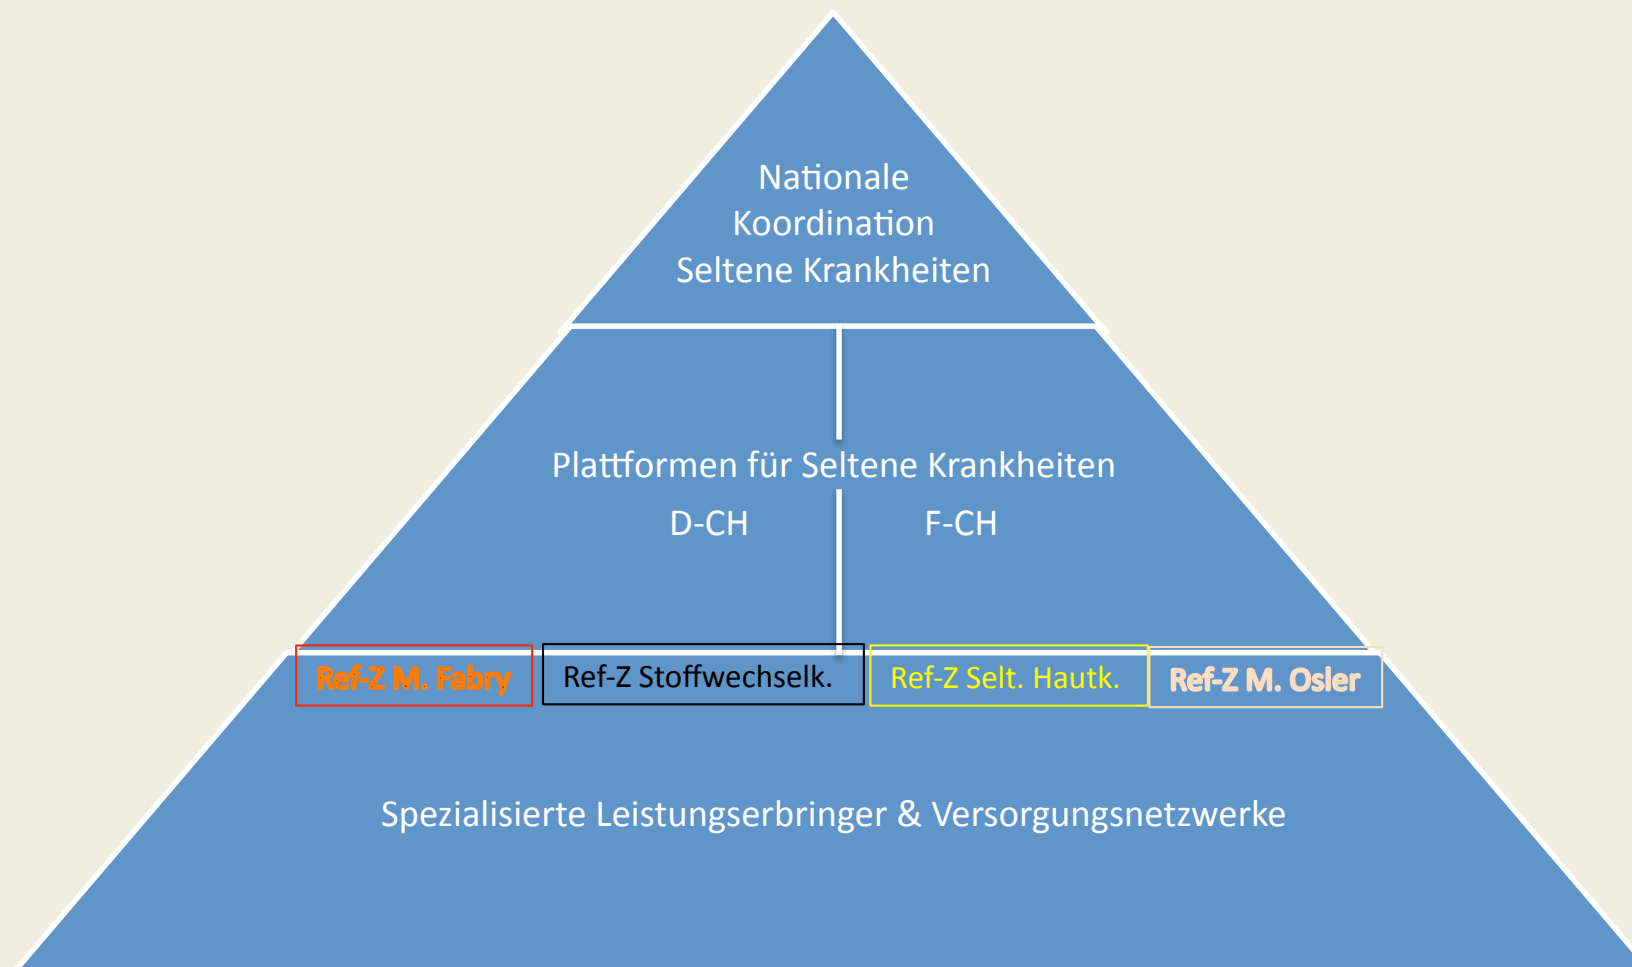 Nationale
Koordination
Seltene Krankheiten
Plattformen für Seltene Krankheiten
D-CH F-CH
Ref-Z M. Fabry Ref-Z Stoffwechselk. Ref-Z Selt. Hautk. Ref-Z M. Osler
Spezialisierte Leistungserbringer & Versorgungsnetzwerke